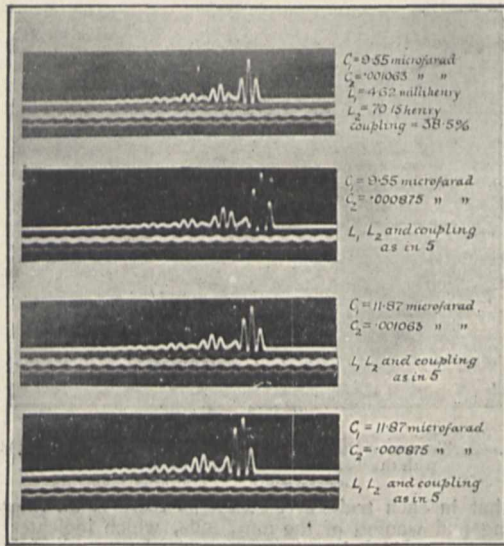 C₁ = 9·55 microfarad
C₂ = ·001063 " "
L₁ = 4·62 millihenry
L₂ = 70·15 henry
coupling = 38·5%
C₁ = 9·55 microfarad
C₂ = ·000875 " "
L₁ L₂ and coupling
as in 5
C₁ = 11·87 microfarad
C₂ = ·001063 " "
L₁ L₂ and coupling
as in 5
C₁ = 11·87 microfarad
C₂ = ·000875 " "
L₁ L₂ and coupling
as in 5